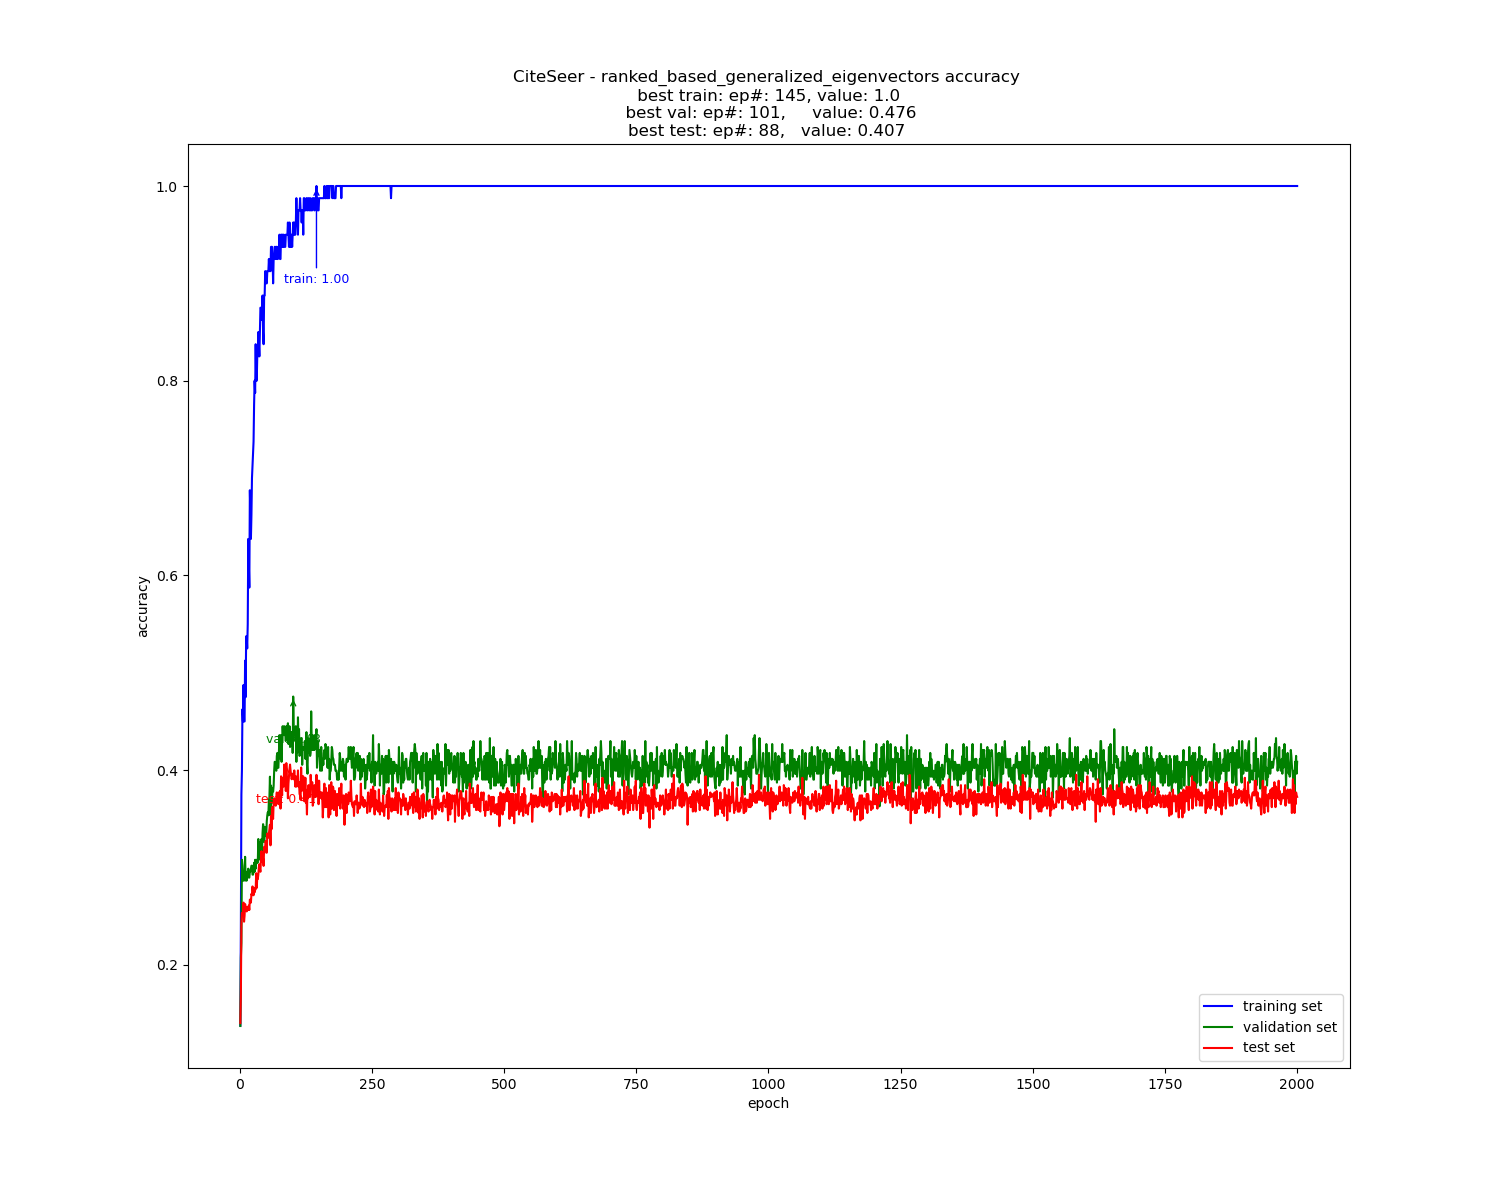 CiteSeer - ranked_based_generalized_eigenvectors accuracy
best train: ep#: 145, value: 1.0
best val: ep#: 101,     value: 0.476
best test: ep#: 88,   value: 0.407
1.0
0.8
0.6
0.4
0.2
accuracy
train: 1.00
0
250
500
750
1000
1250
1500
1750
2000
epoch
training set
validation set
test set